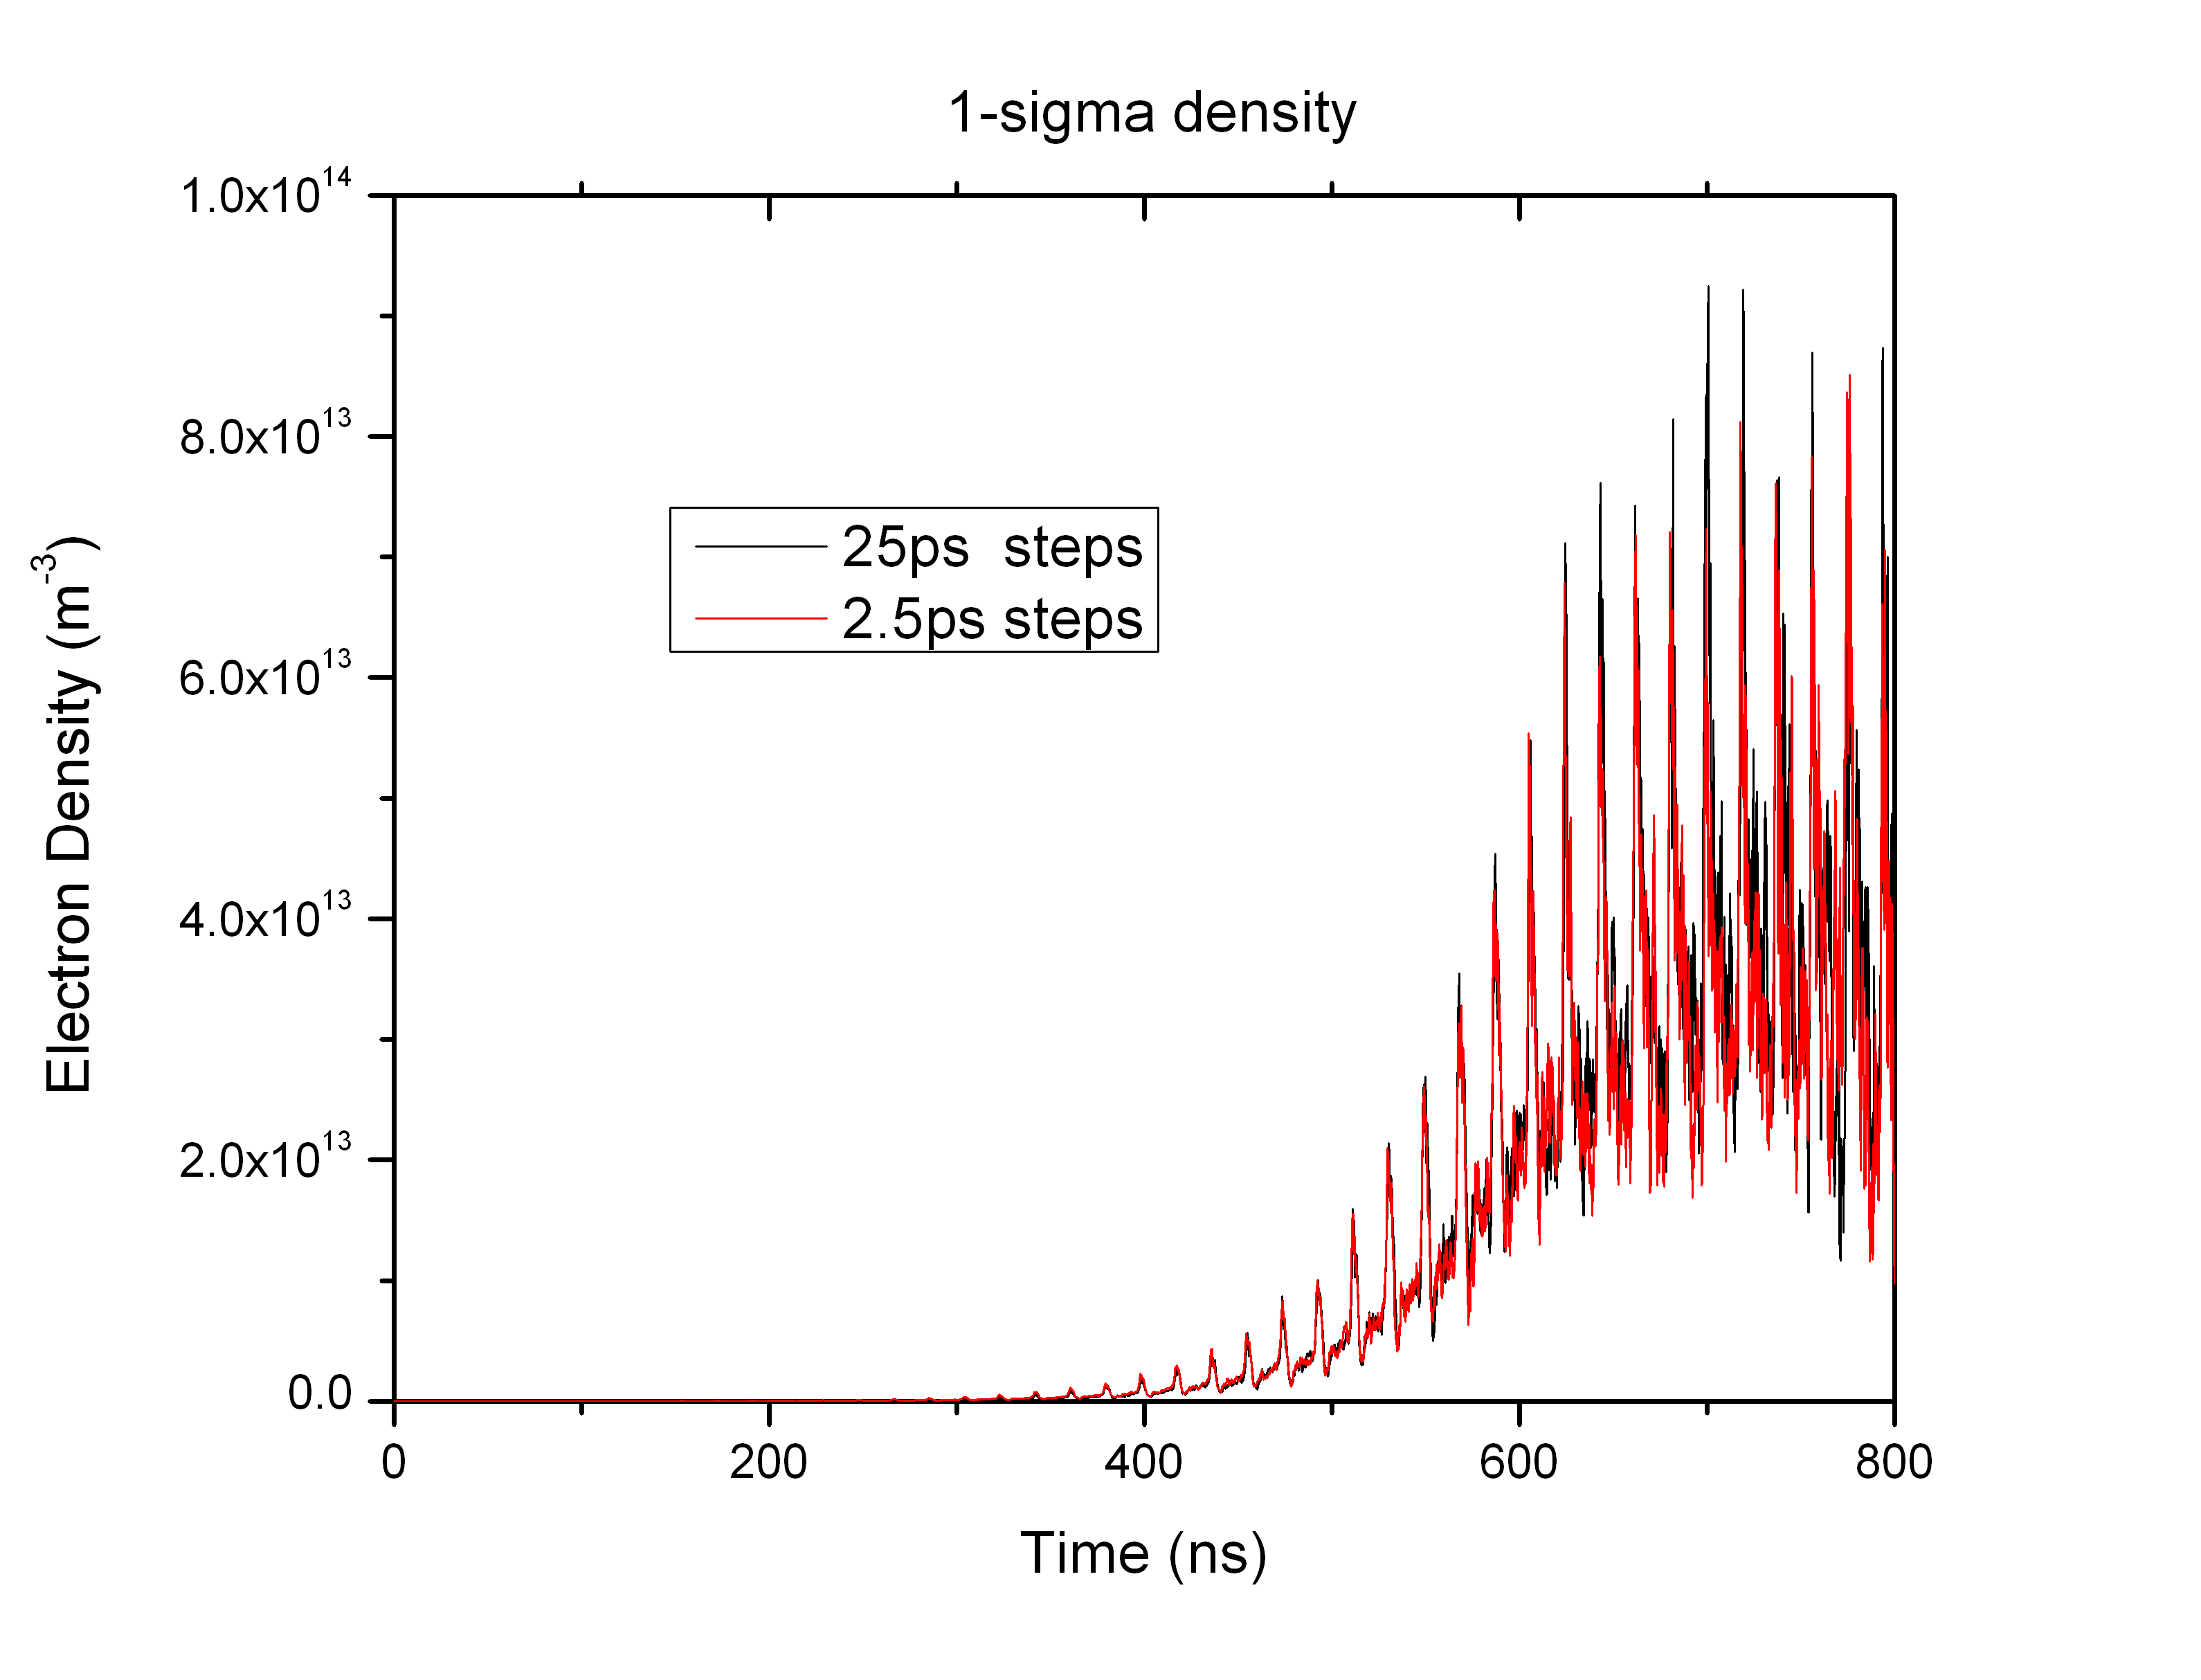 1-sigma density
1.0x10^14
8.0x10^13
6.0x10^13
4.0x10^13
2.0x10^13
0.0
Electron Density (m^-3)
25ps steps
2.5ps steps
0 200 400 600 800
Time (ns)